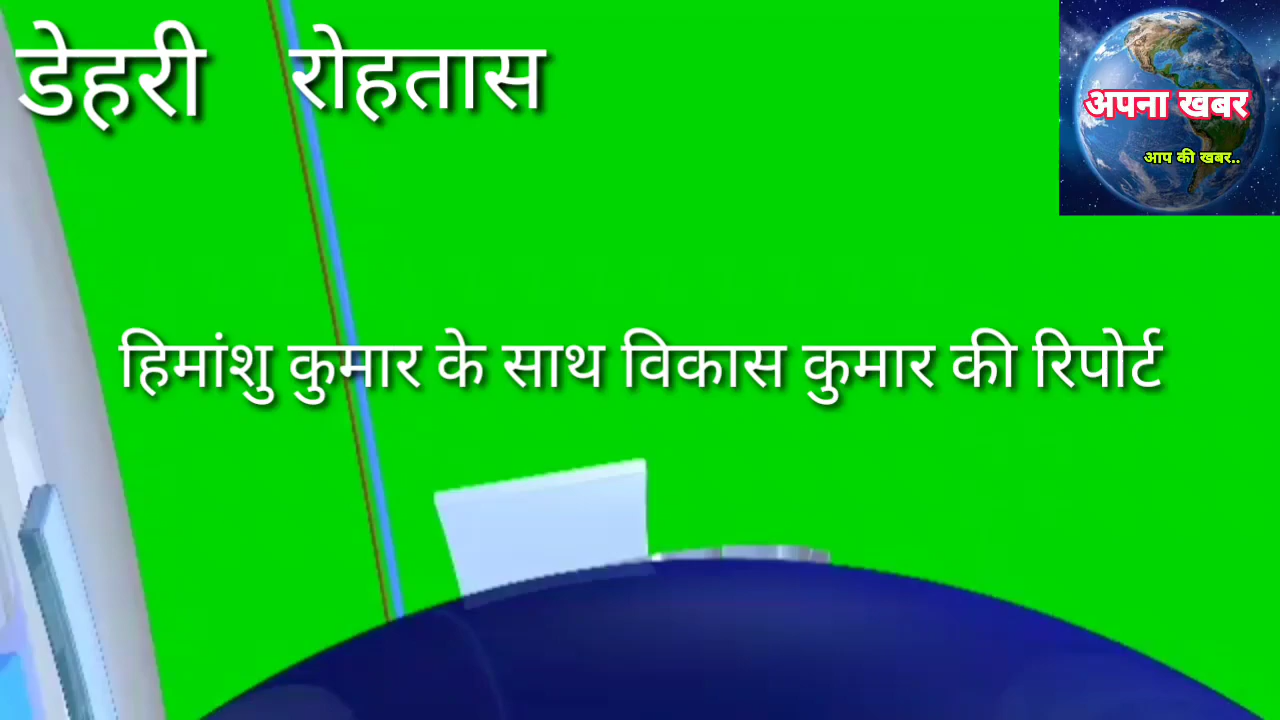 डेहरी रोहतास
अपना खबर
आप की खबर..
हिमांशु कुमार के साथ विकास कुमार की रिपोर्ट